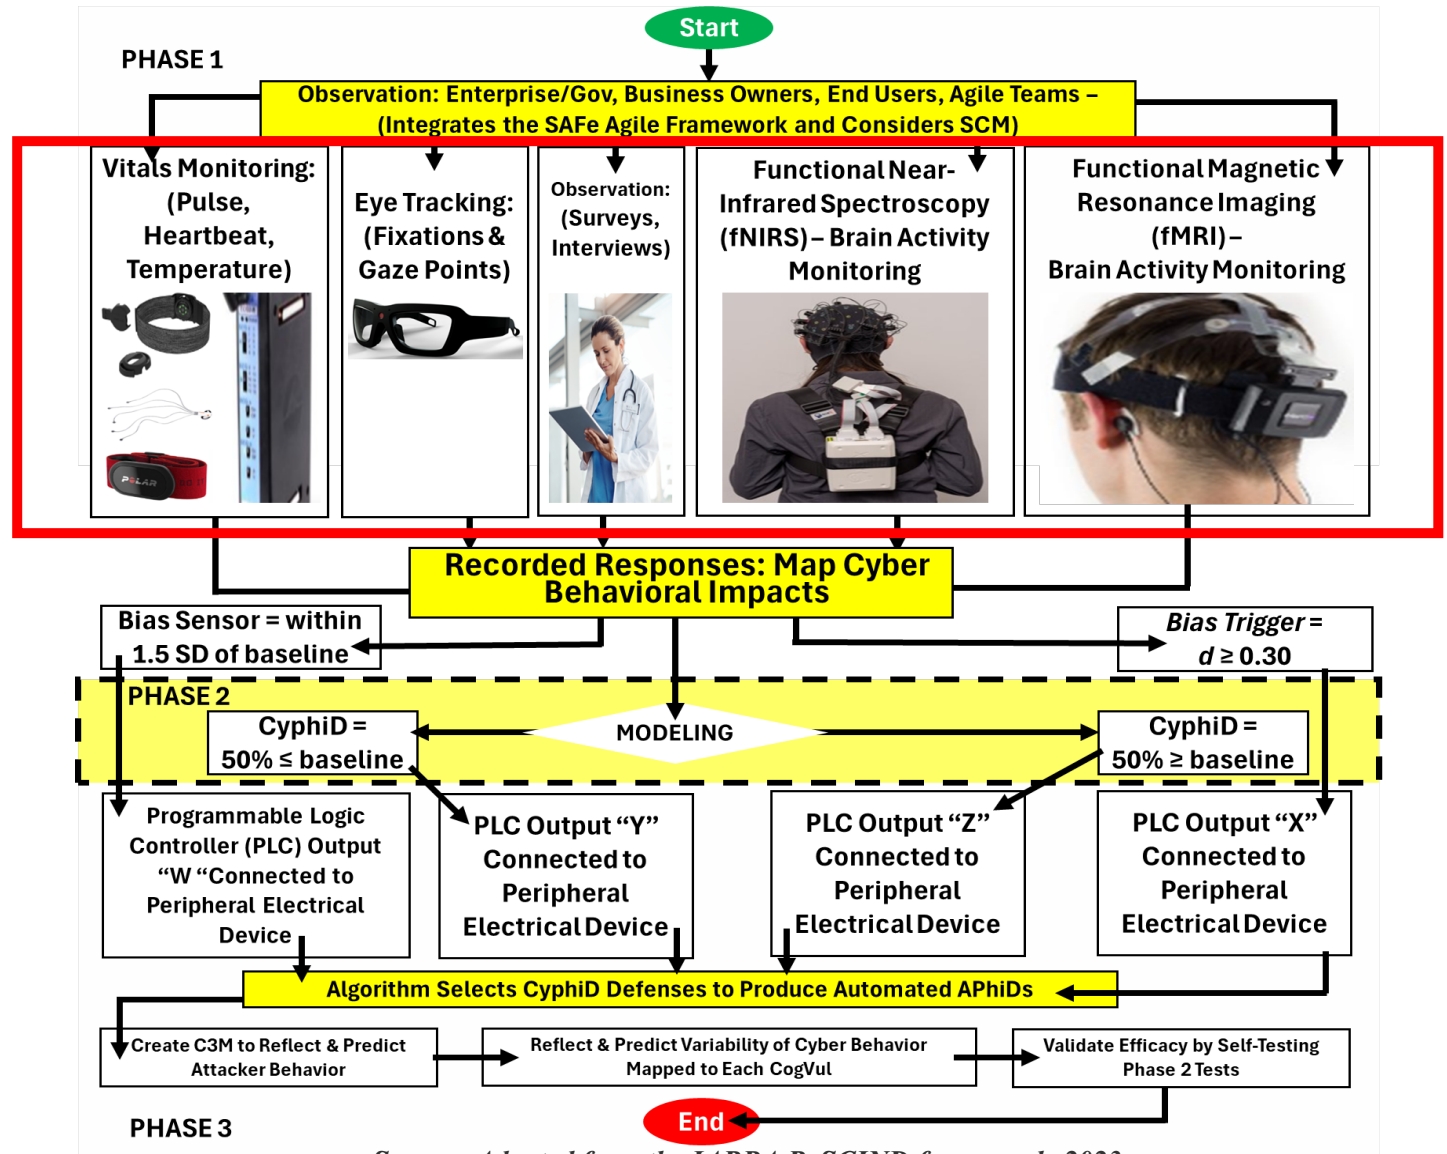 Start
PHASE 1
Observation: Enterprise/Gov, Business Owners, End Users, Agile Teams –
(Integrates the SAFe Agile Framework and Considers SCM)
Vitals Monitoring:
(Pulse,
Heartbeat,
Temperature)
POLAR
Eye Tracking:
(Fixations &
Gaze Points)
Observation:
(Surveys,
Interviews)
Functional Near-
Infrared Spectroscopy
(fNIRS) – Brain Activity
Monitoring
Functional Magnetic
Resonance Imaging
(fMRI) –
Brain Activity Monitoring
Recorded Responses: Map Cyber
Behavioral Impacts
Bias Sensor = within
1.5 SD of baseline
Bias Trigger =
d ≥ 0.30
PHASE 2
CyphiD =
50% ≤ baseline
MODELING
CyphiD =
50% ≥ baseline
Programmable Logic
Controller (PLC) Output
“W “Connected to
Peripheral Electrical
Device
PLC Output “Y”
Connected to
Peripheral
Electrical Device
PLC Output “Z”
Connected to
Peripheral
Electrical Device
PLC Output “X”
Connected to
Peripheral
Electrical Device
Algorithm Selects CyphiD Defenses to Produce Automated APhiDs
Create C3M to Reflect & Predict
Attacker Behavior
Reflect & Predict Variability of Cyber Behavior
Mapped to Each CogVul
Validate Efficacy by Self-Testing
Phase 2 Tests
End
PHASE 3